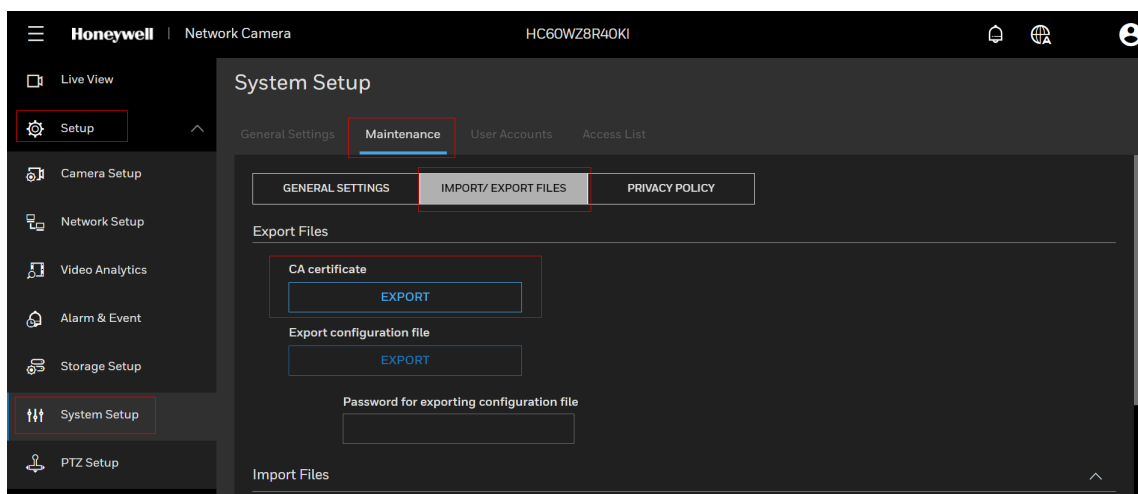 Honeywell | Network Camera HC60WZ8R40KI
Live View
System Setup
Setup
General Settings Maintenance User Accounts Access List
Camera Setup
GENERAL SETTINGS IMPORT/ EXPORT FILES PRIVACY POLICY
Network Setup
Export Files
Video Analytics
CA certificate
EXPORT
Alarm & Event
Export configuration file
EXPORT
Storage Setup
Password for exporting configuration file
System Setup
PTZ Setup
Import Files